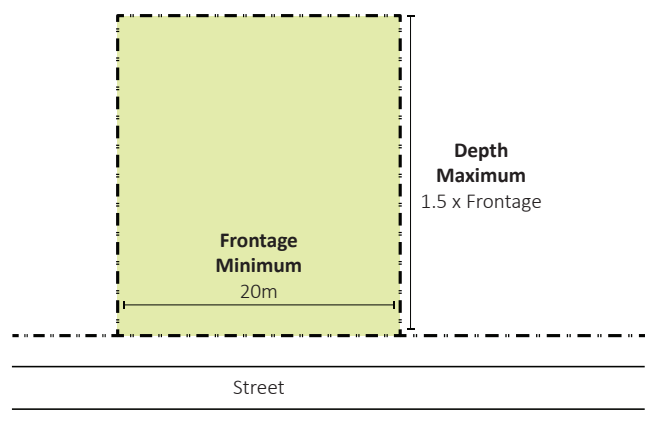 Depth
Maximum
1.5 x Frontage
Frontage
Minimum
20m
Street